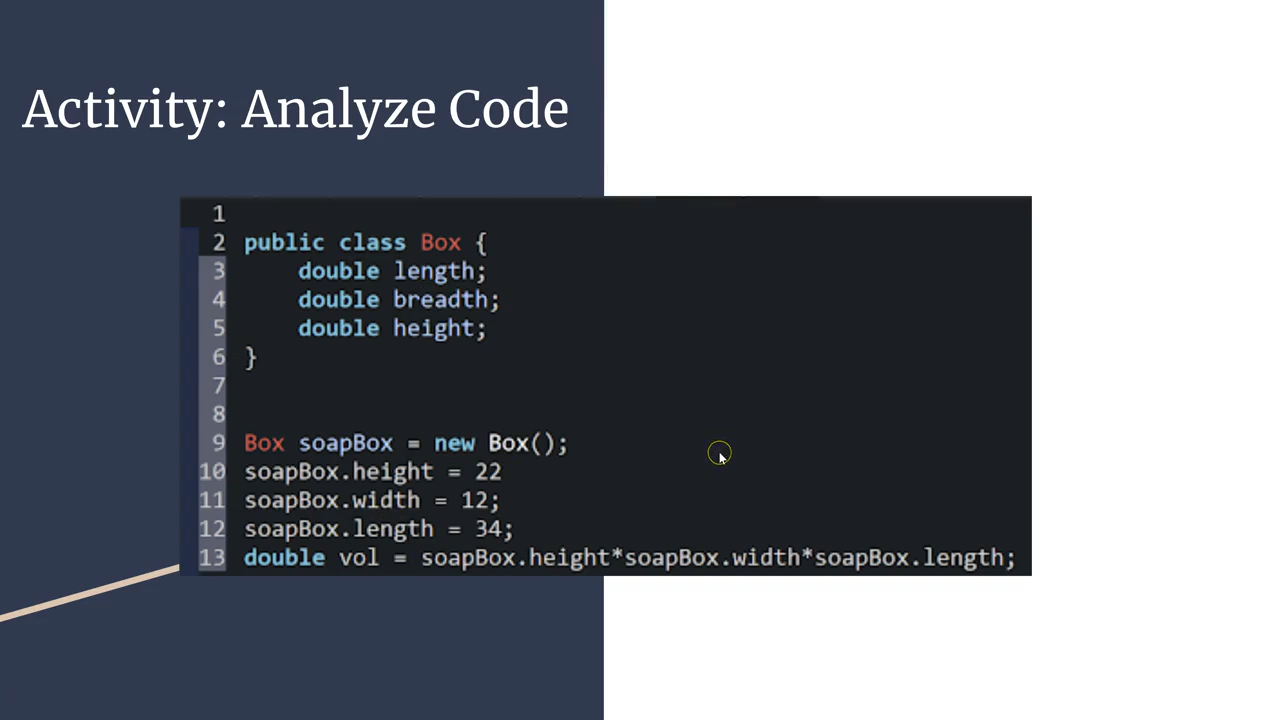 Activity: Analyze Code
1
2 public class Box {
3     double length;
4     double breadth;
5     double height;
6 }
7
8
9 Box soapBox = new Box();
10 soapBox.height = 22
11 soapBox.width = 12;
12 soapBox.length = 34;
13 double vol = soapBox.height*soapBox.width*soapBox.length;